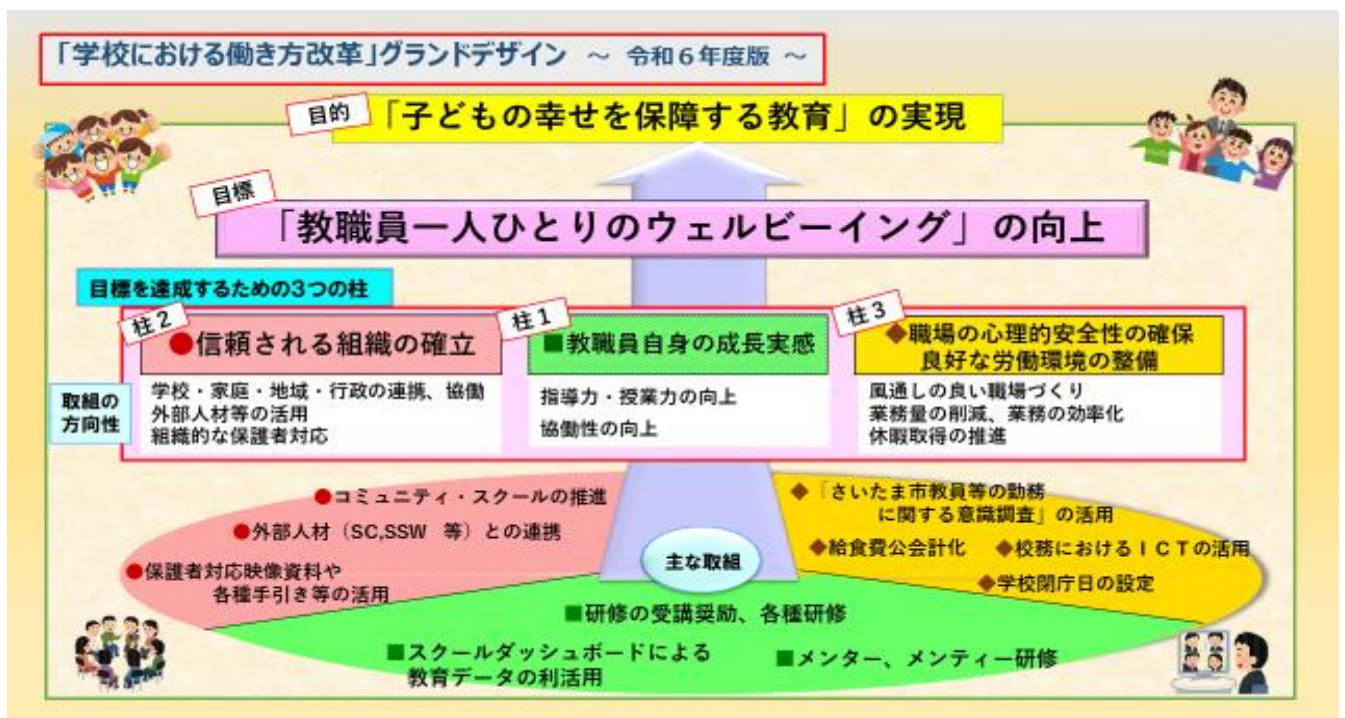 「学校における働き方改革」グランドデザイン ～ 令和６年度版 ～
目的
「子どもの幸せを保障する教育」の実現
目標
「教職員一人ひとりのウェルビーイング」の向上
目標を達成するための3つの柱
柱２
●信頼される組織の確立
柱１
■教職員自身の成長実感
柱３
◆職場の心理的安全性の確保
良好な労働環境の整備
取組の
方向性
学校・家庭・地域・行政の連携、協働
外部人材等の活用
組織的な保護者対応
指導力・授業力の向上
協働性の向上
風通しの良い職場づくり
業務量の削減、業務の効率化
休暇取得の推進
●コミュニティ・スクールの推進
●外部人材（SC,SSW 等）との連携
●保護者対応映像資料や
各種手引き等の活用
主な取組
◆「さいたま市教員等の勤務
に関する意識調査」の活用
◆給食費公会計化
◆校務におけるＩＣＴの活用
◆学校閉庁日の設定
■研修の受講奨励、各種研修
■スクールダッシュボードによる
教育データの利活用
■メンター、メンティー研修